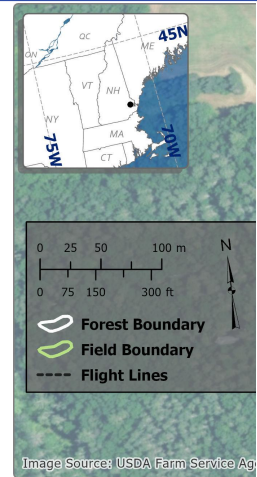 QC
ME
45N
ON
VT
NH
NY
MA
75W
70W
CT
0 25 50 100 m
N
0 75 150 300 ft
Forest Boundary
Field Boundary
Flight Lines
Image Source: USDA Farm Service Age